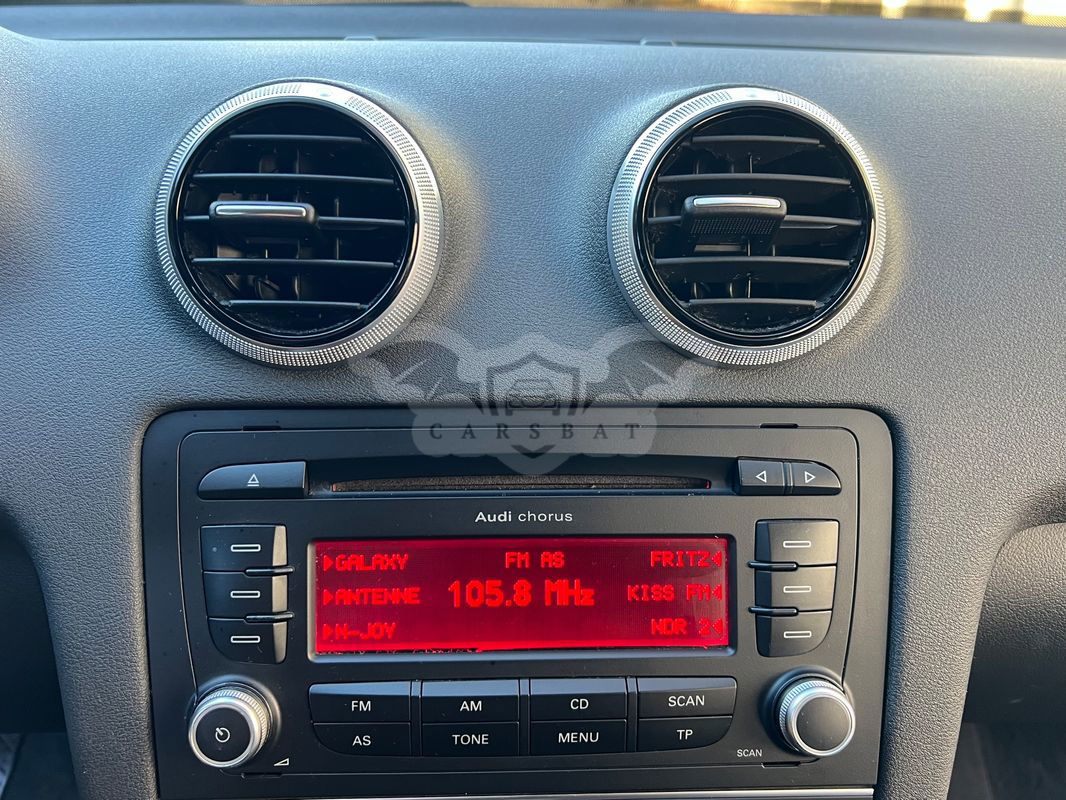 CARSBAT
Audi chorus
GALAXY FM AS FRITZ
ANTENNE 105.8 MHz KISS FM
N-JOY NDR 2
FM AM CD SCAN
AS TONE MENU TP
SCAN